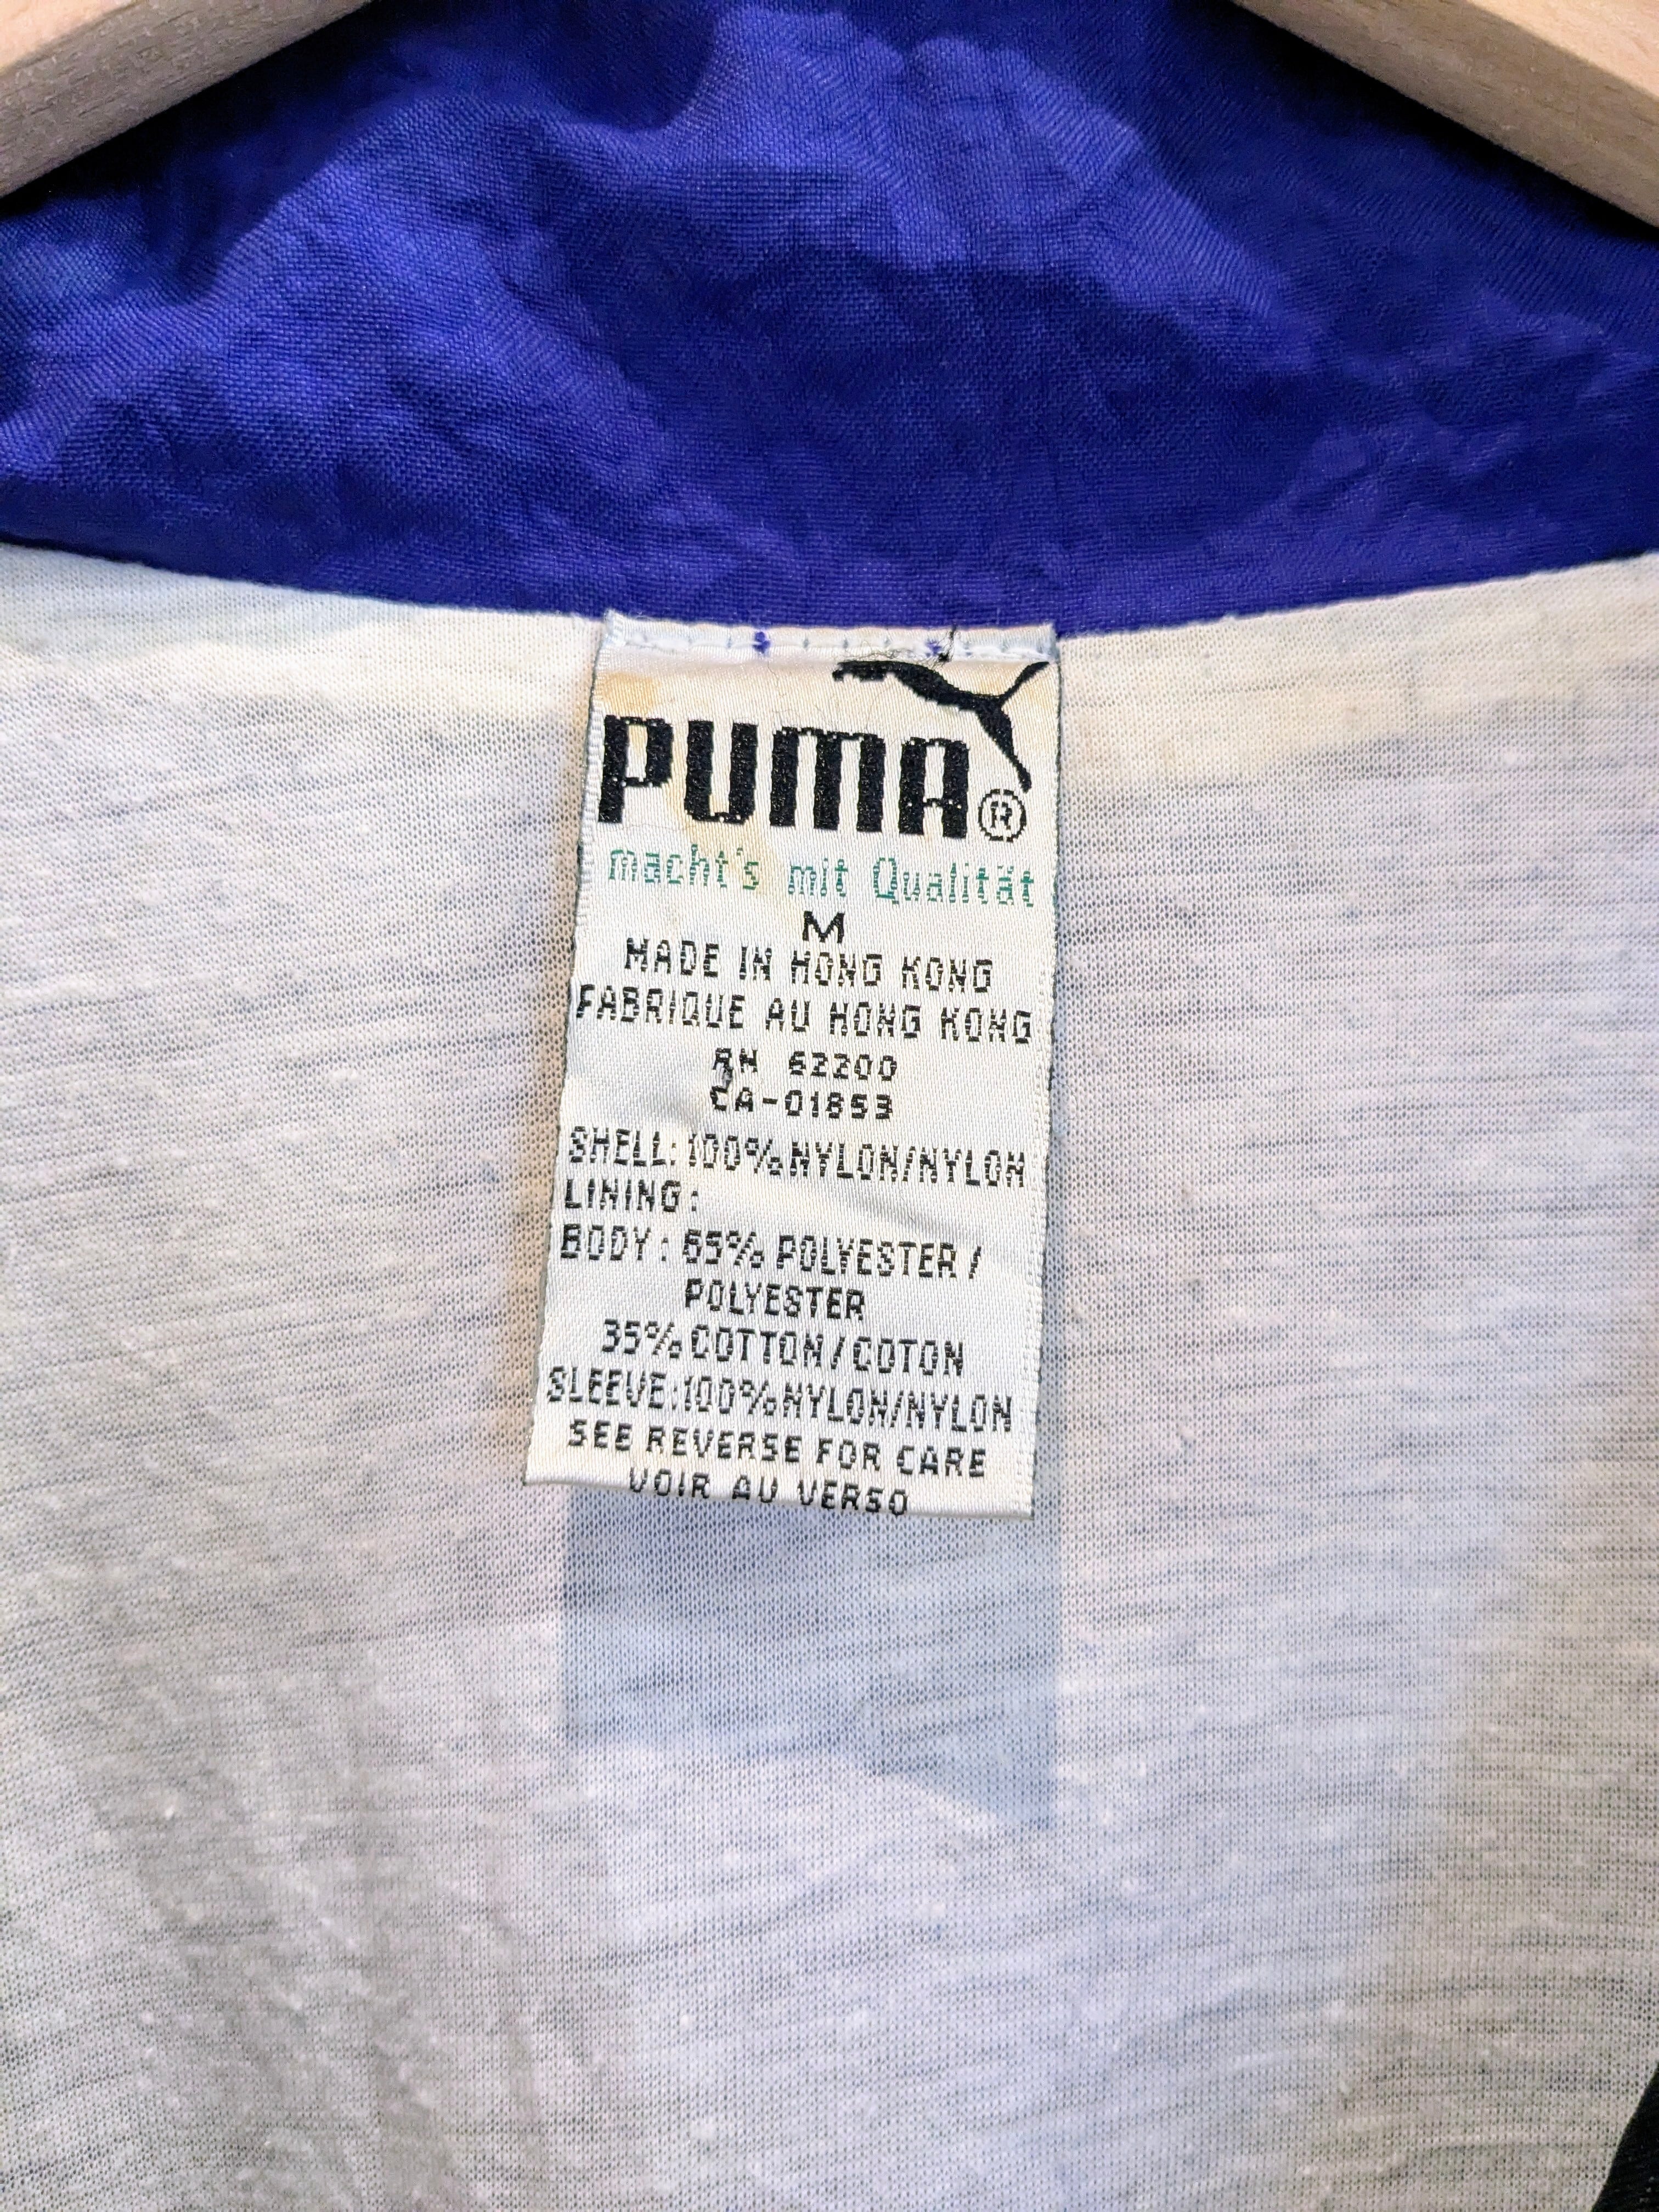 PUMA®
macht's mit Qualität
M
MADE IN HONG KONG
FABRIQUE AU HONG KONG
RN 62200
CA-01853
SHELL: 100% NYLON/NYLON
LINING:
BODY: 65% POLYESTER/
POLYESTER
35% COTTON/COTON
SLEEVE: 100% NYLON/NYLON
SEE REVERSE FOR CARE
VOIR AU VERSO